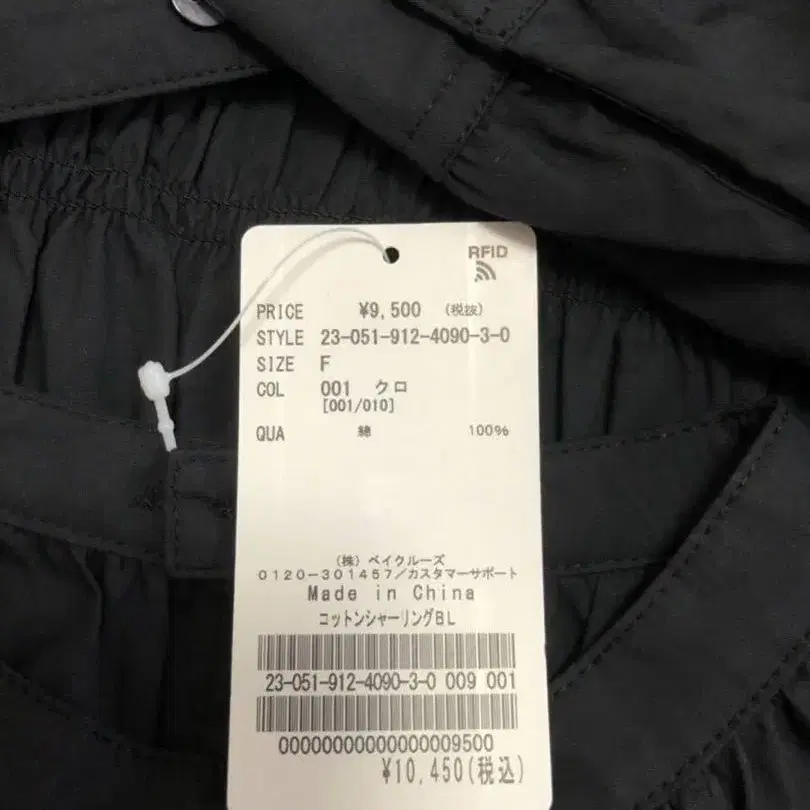 RFID
PRICE ¥9,500 (税抜)
STYLE 23-051-912-4090-3-0
SIZE F
COL 001 クロ
[001/010]
QUA 綿 100%
(株)ベイクルーズ
0120-301457/カスタマーサポート
Made in China
コットンシャーリングBL
23-051-912-4090-3-0 009 001
00000000000000009500
¥10,450(税込)